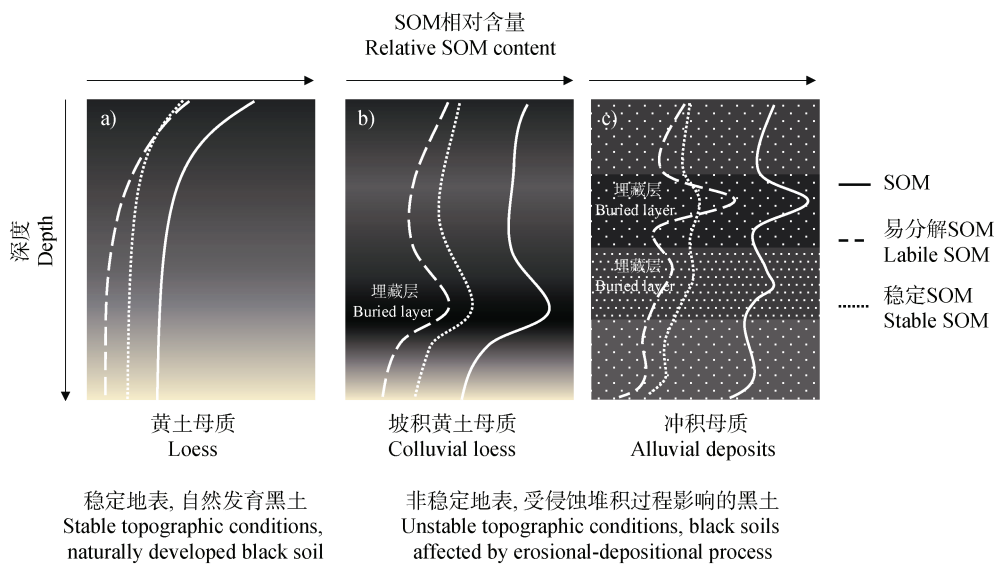 SOM相对含量
Relative SOM content
深度
Depth
a)
b)
埋藏层
Buried layer
c)
埋藏层
Buried layer
埋藏层
Buried layer
SOM
易分解SOM
Labile SOM
稳定SOM
Stable SOM
黄土母质
Loess
坡积黄土母质
Colluvial loess
冲积母质
Alluvial deposits
稳定地表, 自然发育黑土
Stable topographic conditions,
naturally developed black soil
非稳定地表, 受侵蚀堆积过程影响的黑土
Unstable topographic conditions, black soils
affected by erosional-depositional process